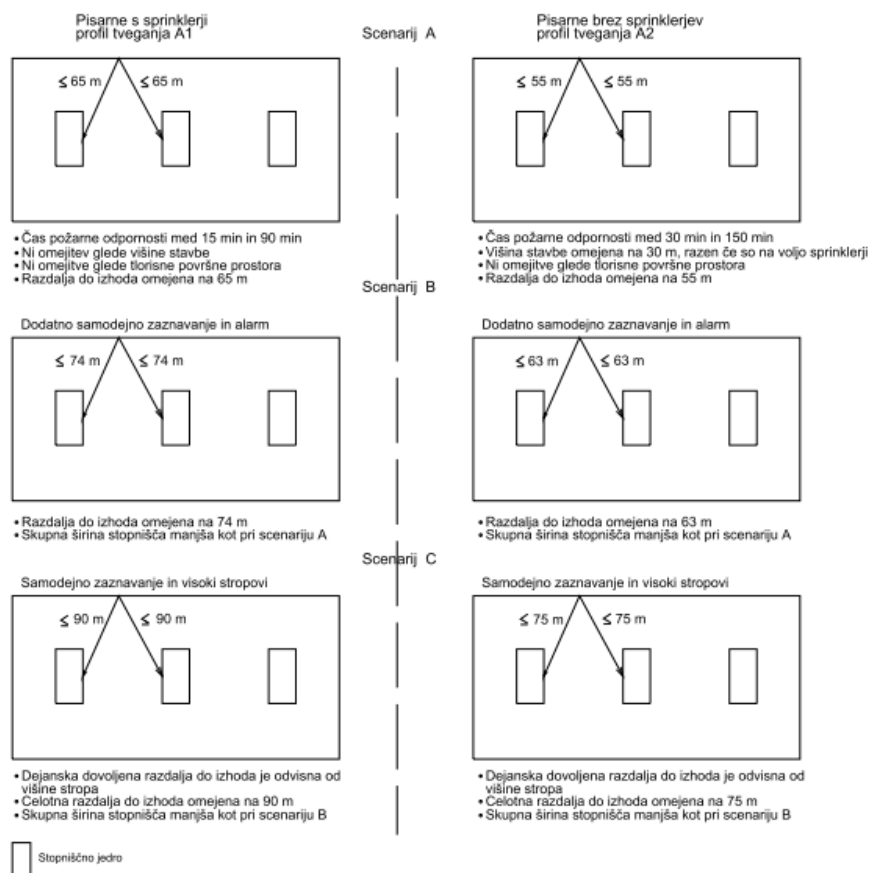 Pisarne s sprinklerji
profil tveganja A1
Scenarij A
Pisarne brez sprinklerjev
profil tveganja A2
≤ 65 m
≤ 65 m
≤ 55 m
≤ 55 m
• Čas požarne odpornosti med 15 min in 90 min
• Ni omejitev glede višine stavbe
• Ni omejitve glede tlorisne površne prostora
• Razdalja do izhoda omejena na 65 m
• Čas požarne odpornosti med 30 min in 150 min
• Višina stavbe omejena na 30 m, razen če so na voljo sprinklerji
• Ni omejitve glede tlorisne površne prostora
• Razdalja do izhoda omejena na 55 m
Scenarij B
Dodatno samodejno zaznavanje in alarm
≤ 74 m
≤ 74 m
Dodatno samodejno zaznavanje in alarm
≤ 63 m
≤ 63 m
• Razdalja do izhoda omejena na 74 m
• Skupna širina stopnišča manjša kot pri scenariju A
• Razdalja do izhoda omejena na 63 m
• Skupna širina stopnišča manjša kot pri scenariju A
Scenarij C
Samodejno zaznavanje in visoki stropovi
≤ 90 m
≤ 90 m
Samodejno zaznavanje in visoki stropovi
≤ 75 m
≤ 75 m
• Dejanska dovoljena razdalja do izhoda je odvisna od
višine stropa
• Celotna razdalja do izhoda omejena na 90 m
• Skupna širina stopnišča manjša kot pri scenariju B
• Dejanska dovoljena razdalja do izhoda je odvisna od
višine stropa
• Celotna razdalja do izhoda omejena na 75 m
• Skupna širina stopnišča manjša kot pri scenariju B
Stopniščno jedro